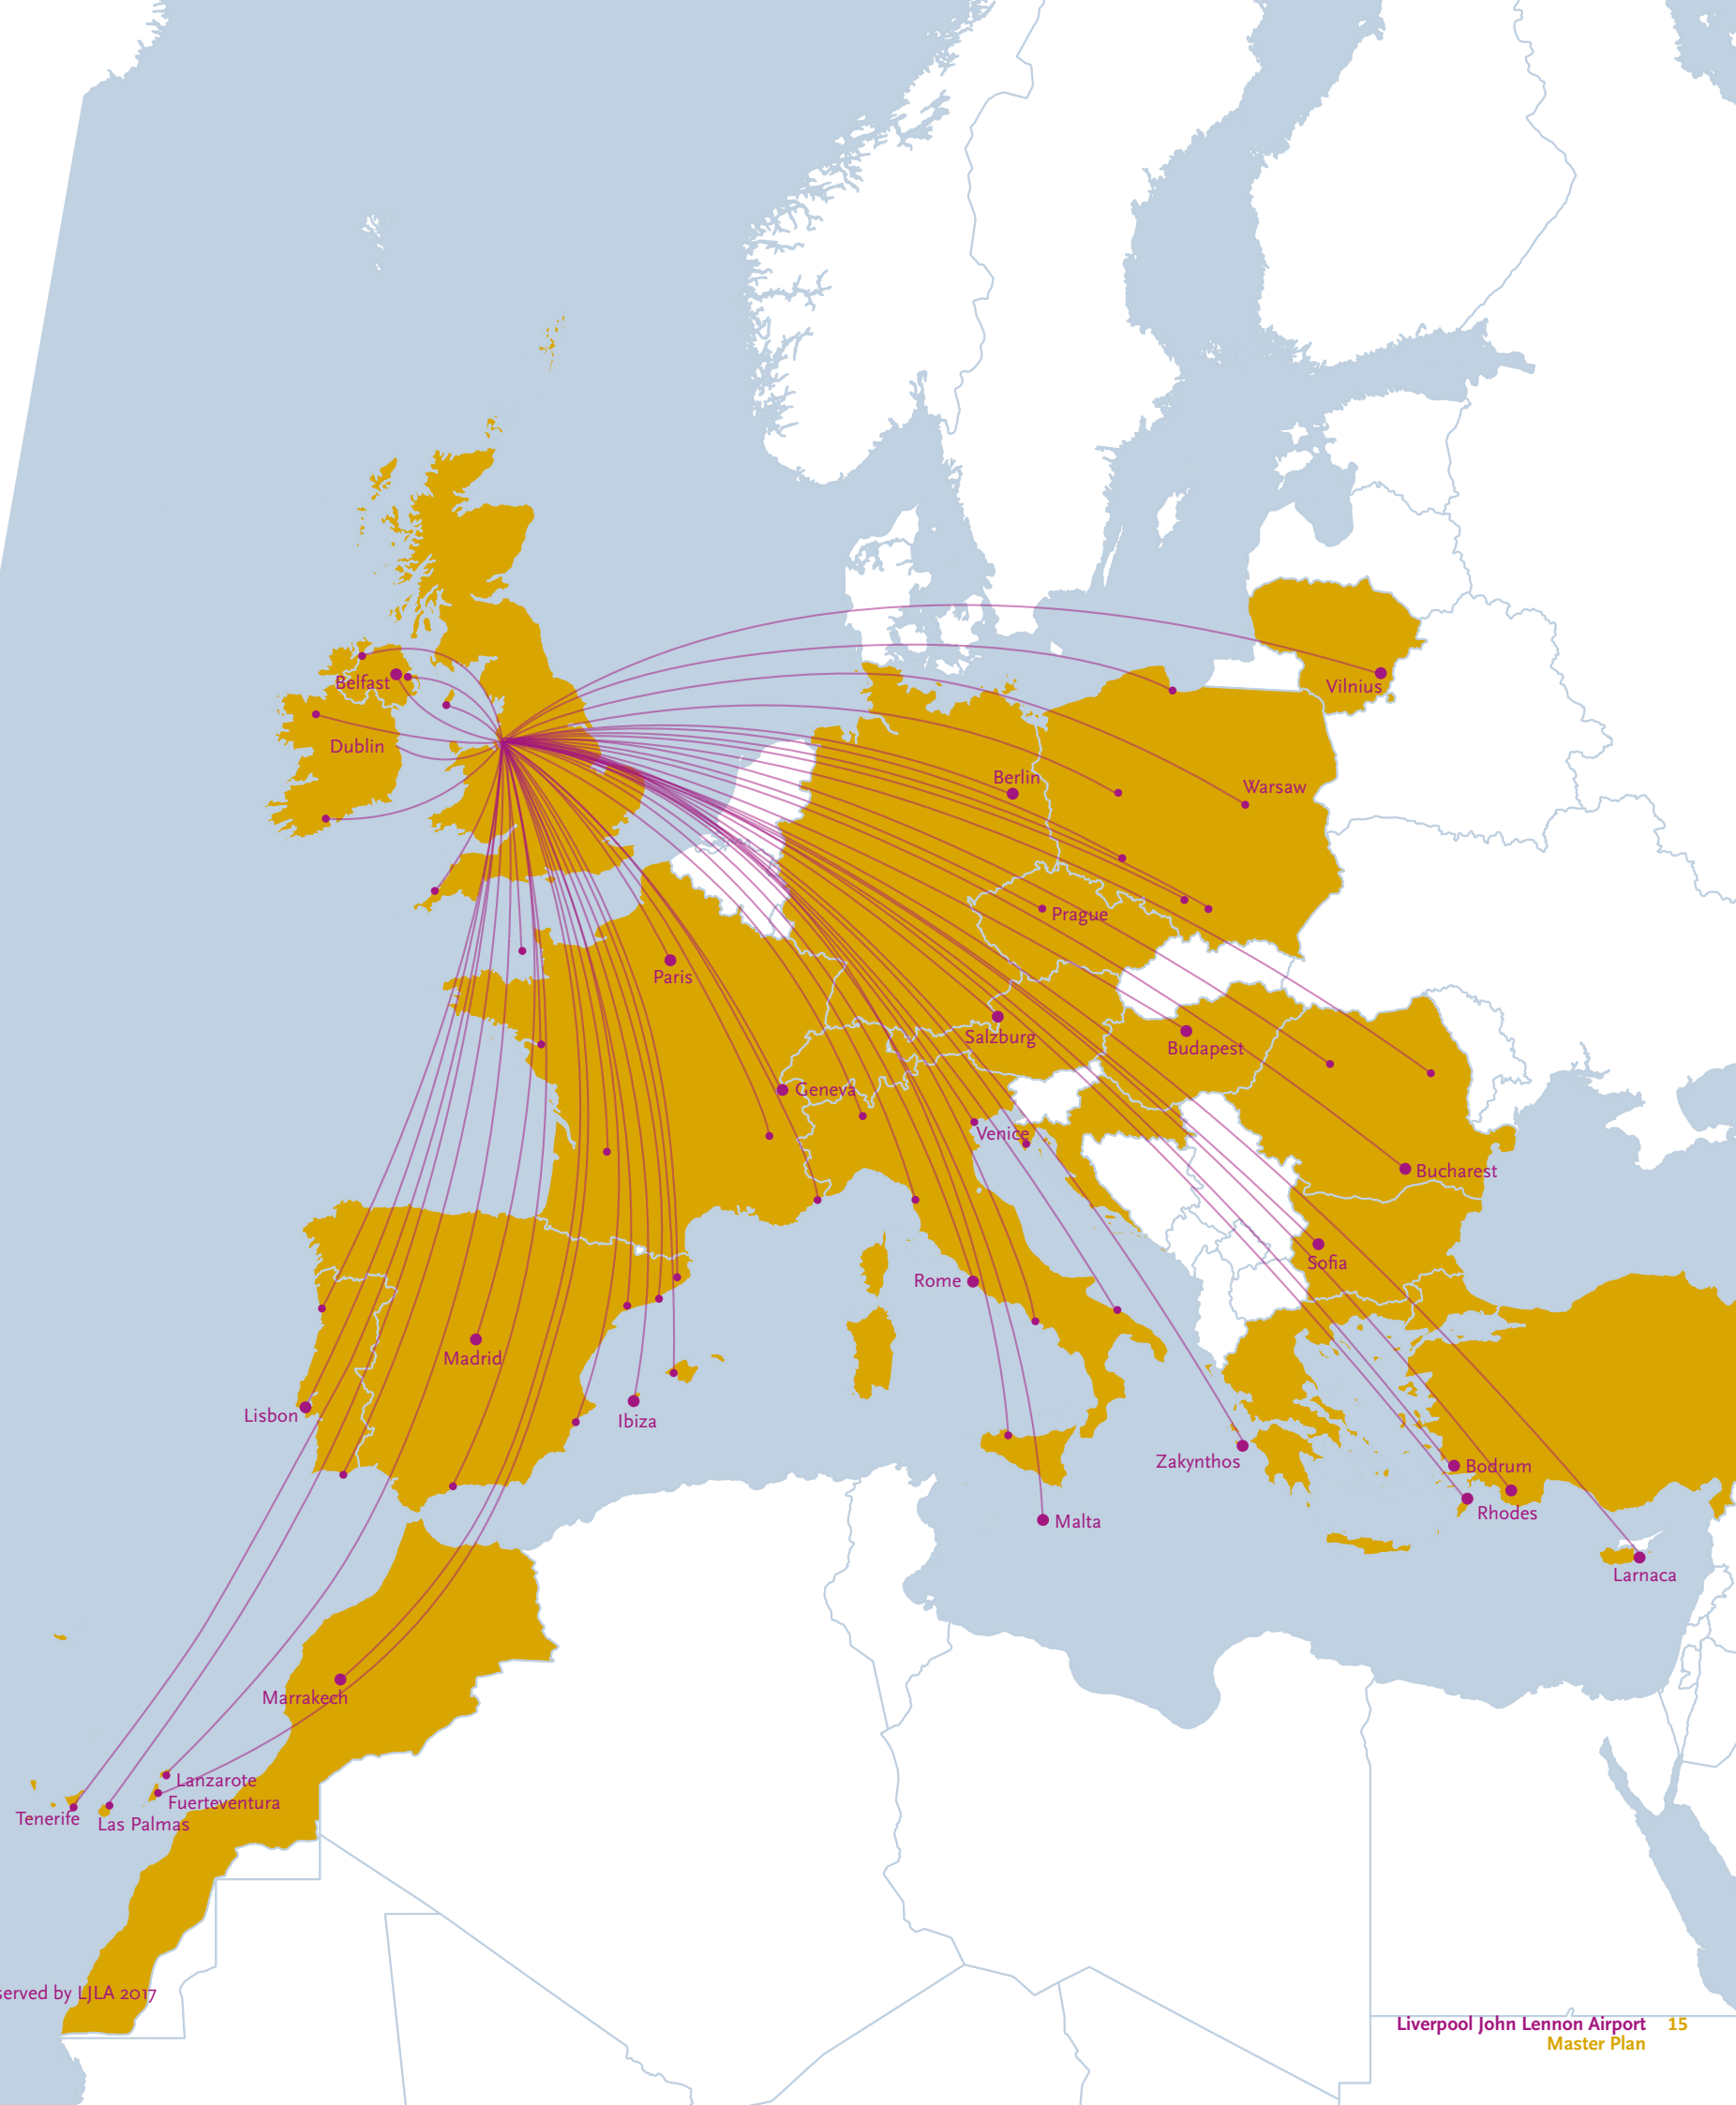 Belfast
Vilnius
Dublin
Berlin
Warsaw
Prague
Paris
Salzburg
Budapest
Geneva
Venice
Bucharest
Sofia
Rome
Madrid
Lisbon
Ibiza
Zakynthos
Bodrum
Rhodes
Malta
Larnaca
Marrakech
Lanzarote
Fuerteventura
Tenerife
Las Palmas
served by LJLA 2017
Liverpool John Lennon Airport 15
Master Plan